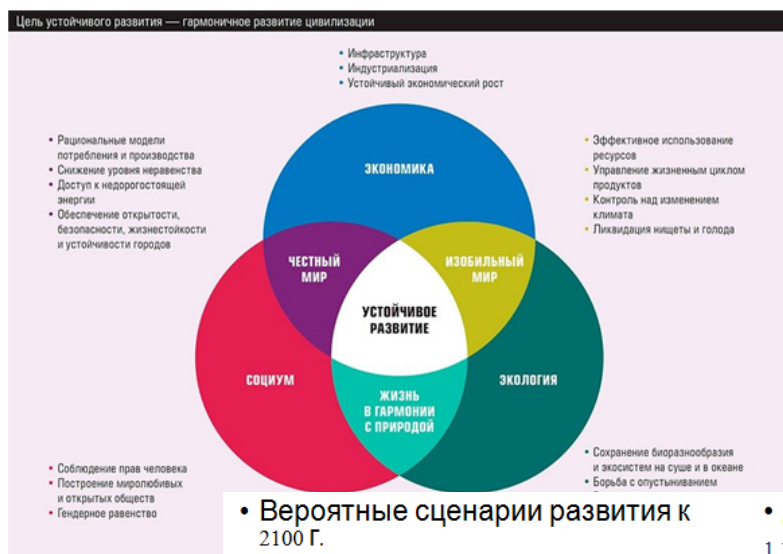 Цель устойчивого развития — гармоничное развитие цивилизации
• Инфраструктура
• Индустриализация
• Устойчивый экономический рост
• Рациональные модели
потребления и производства
• Снижение уровня неравенства
• Доступ к недорогостоящей
энергии
• Обеспечение открытости,
безопасности, жизнестойкости
и устойчивости городов
• Эффективное использование
ресурсов
• Управление жизненным циклом
продуктов
• Контроль над изменением
климата
• Ликвидация нищеты и голода
ЭКОНОМИКА
ЧЕСТНЫЙ
МИР
ИЗОБИЛЬНЫЙ
МИР
УСТОЙЧИВОЕ
РАЗВИТИЕ
СОЦИУМ
ЭКОЛОГИЯ
ЖИЗНЬ
В ГАРМОНИИ
С ПРИРОДОЙ
• Соблюдение прав человека
• Построение миролюбивых
и открытых обществ
• Гендерное равенство
• Сохранение биоразнообразия
и экосистем на суше и в океане
• Борьба с опустыниванием
• Вероятные сценарии развития к
2100 г.
•
1